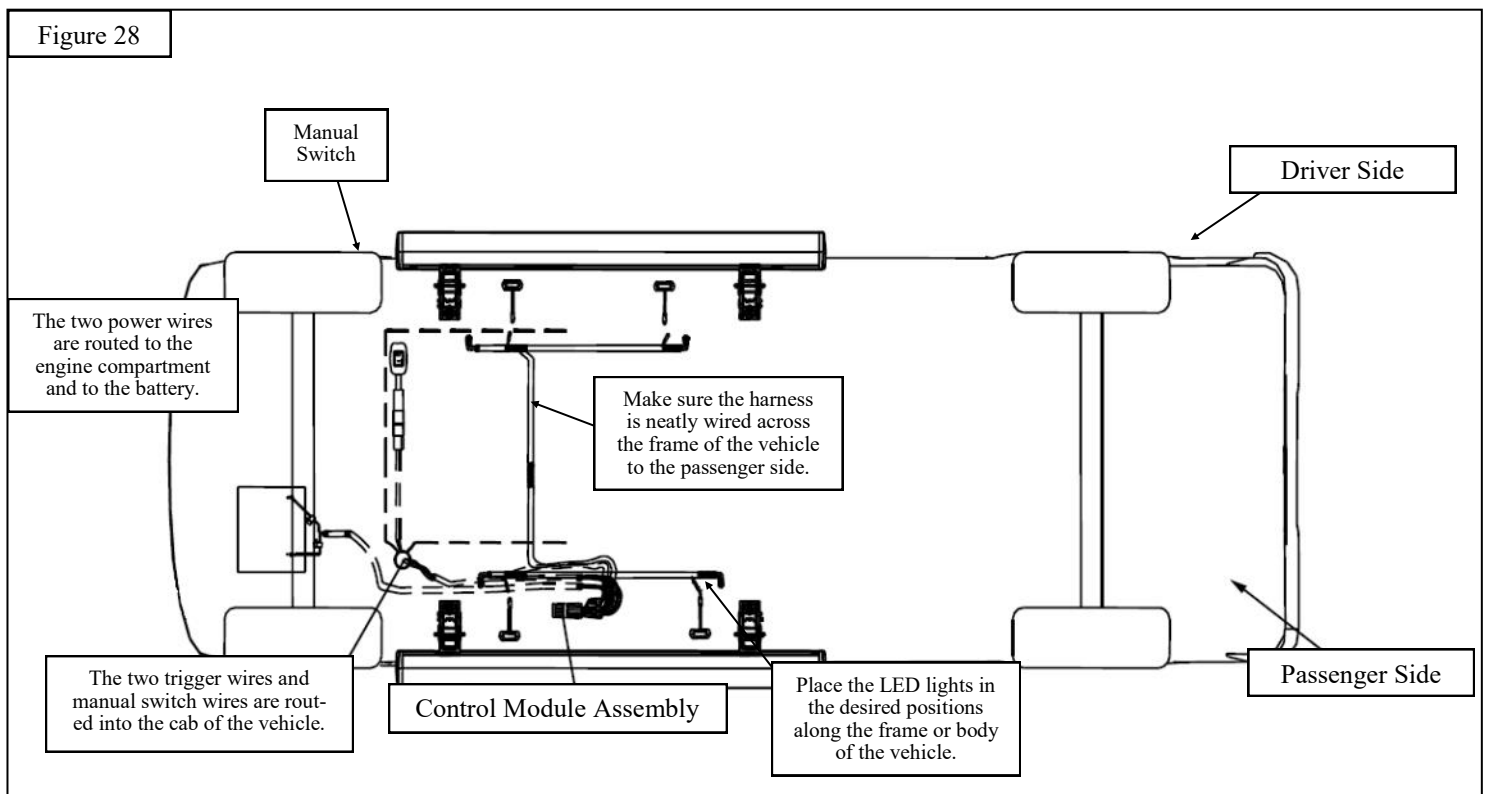 Figure 28
Manual
Switch
Driver Side
The two power wires
are routed to the
engine compartment
and to the battery.
Make sure the harness
is neatly wired across
the frame of the vehicle
to the passenger side.
The two trigger wires and
manual switch wires are rout-
ed into the cab of the vehicle.
Control Module Assembly
Place the LED lights in
the desired positions
along the frame or body
of the vehicle.
Passenger Side